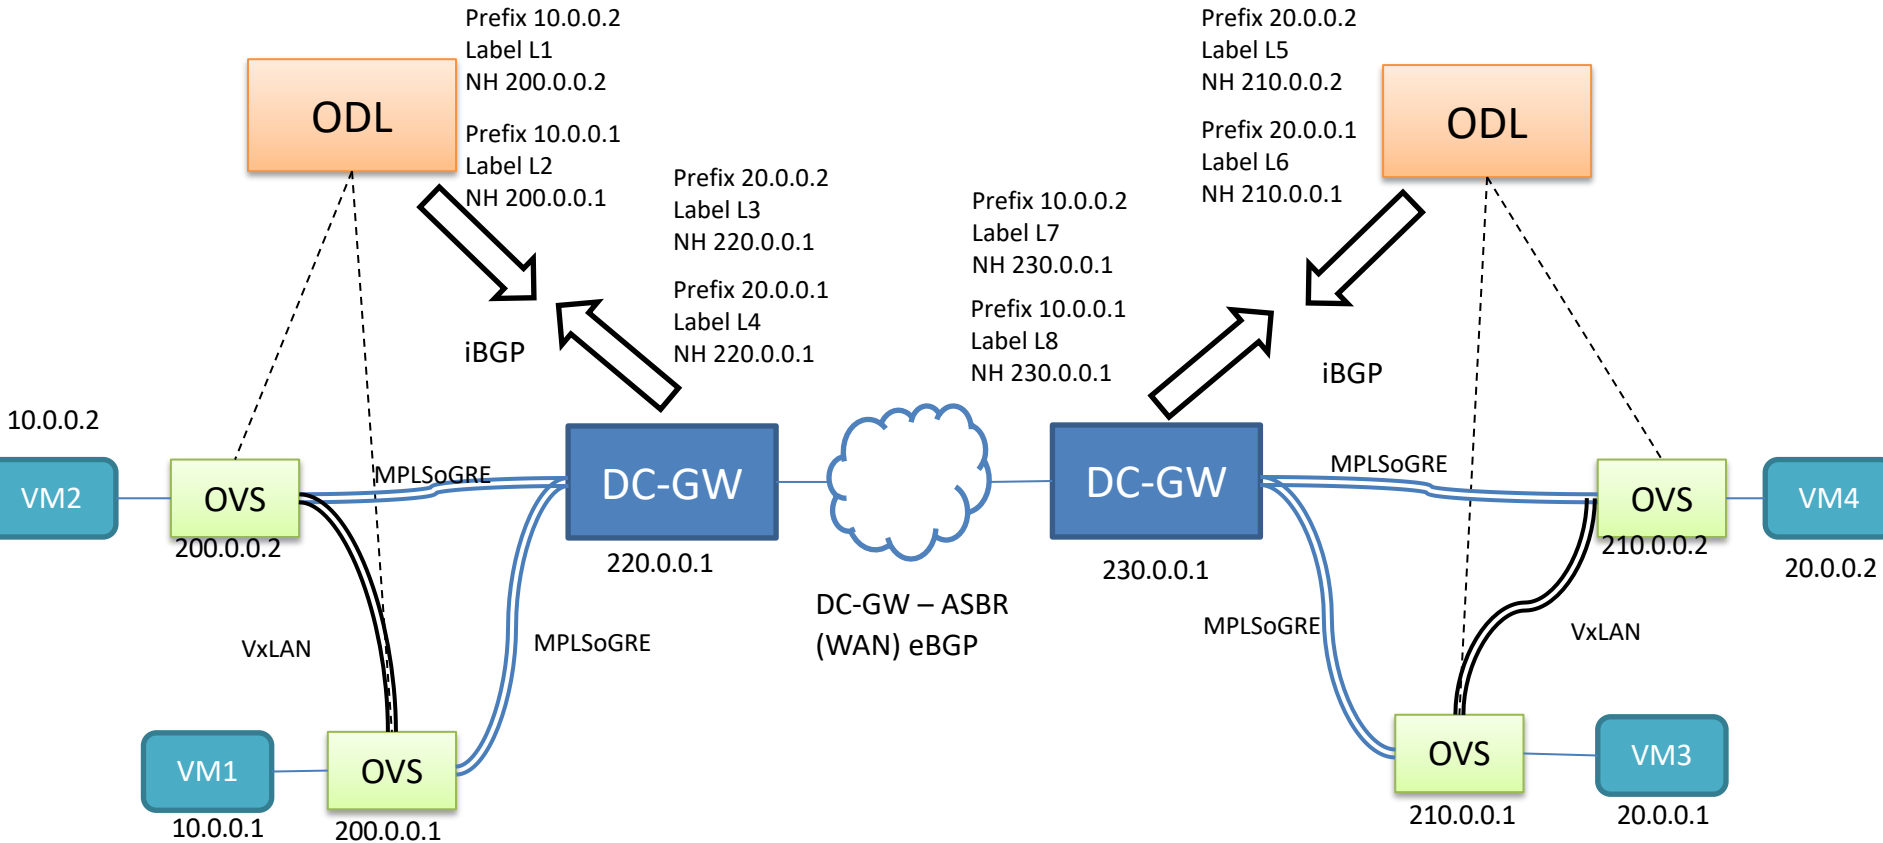 Prefix 10.0.0.2
Label L1
NH 200.0.0.2
Prefix 10.0.0.1
Label L2
NH 200.0.0.1
ODL
Prefix 20.0.0.2
Label L3
NH 220.0.0.1
Prefix 20.0.0.1
Label L4
NH 220.0.0.1
iBGP
Prefix 20.0.0.2
Label L5
NH 210.0.0.2
Prefix 20.0.0.1
Label L6
NH 210.0.0.1
ODL
Prefix 10.0.0.2
Label L7
NH 230.0.0.1
Prefix 10.0.0.1
Label L8
NH 230.0.0.1
iBGP
10.0.0.2
VM2
OVS
200.0.0.2
MPLSoGRE
DC-GW
220.0.0.1
DC-GW
230.0.0.1
MPLSoGRE
OVS
210.0.0.2
VM4
20.0.0.2
DC-GW – ASBR
(WAN) eBGP
VxLAN
MPLSoGRE
MPLSoGRE
VxLAN
VM1
10.0.0.1
OVS
200.0.0.1
OVS
210.0.0.1
VM3
20.0.0.1